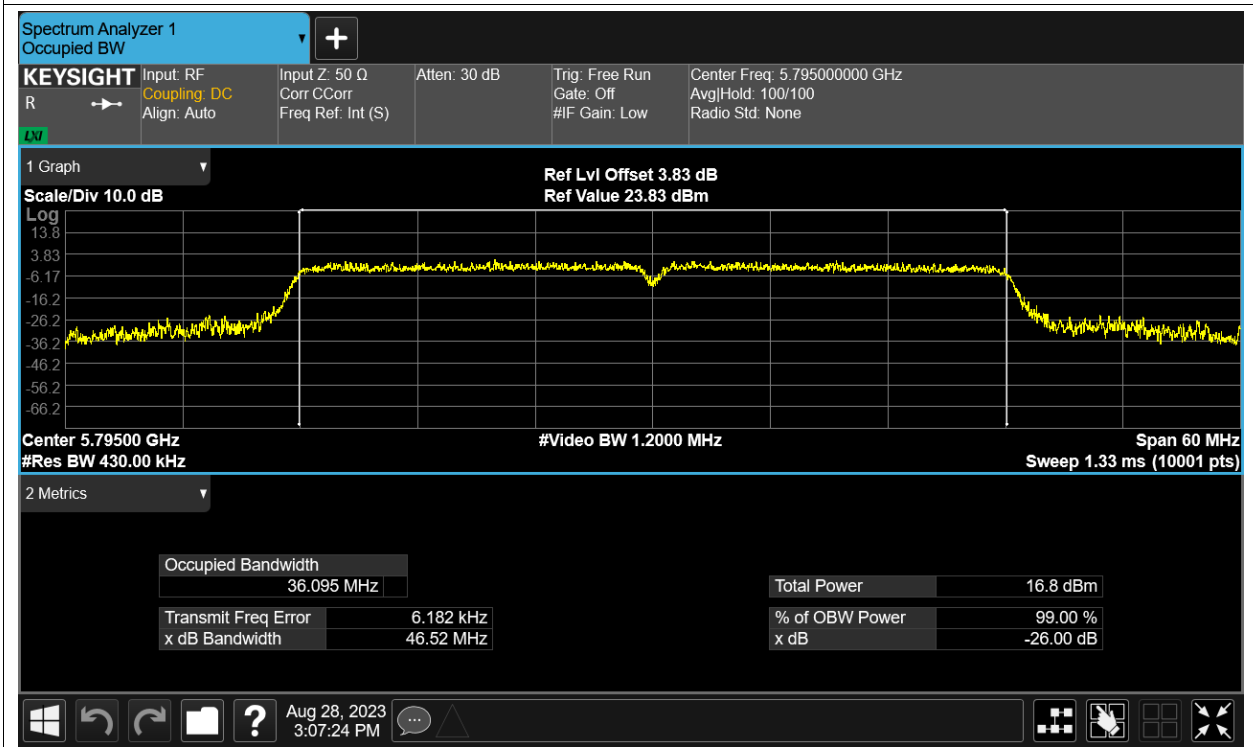 Spectrum Analyzer 1
Occupied BW
KEYSIGHT
R
LXI
Input: RF
Coupling: DC
Align: Auto
Input Z: 50 Ω
Corr CCorr
Freq Ref: Int (S)
Atten: 30 dB
Trig: Free Run
Gate: Off
#IF Gain: Low
Center Freq: 5.795000000 GHz
Avg|Hold: 100/100
Radio Std: None
1 Graph
Scale/Div 10.0 dB
Ref Lvl Offset 3.83 dB
Ref Value 23.83 dBm
Log
13.8
3.83
-6.17
-16.2
-26.2
-36.2
-46.2
-56.2
-66.2
Center 5.79500 GHz
#Video BW 1.2000 MHz
Span 60 MHz
#Res BW 430.00 kHz
Sweep 1.33 ms (10001 pts)
2 Metrics
Occupied Bandwidth
36.095 MHz
Total Power 16.8 dBm
Transmit Freq Error 6.182 kHz
% of OBW Power 99.00 %
x dB Bandwidth 46.52 MHz
x dB -26.00 dB
?
Aug 28, 2023
3:07:24 PM